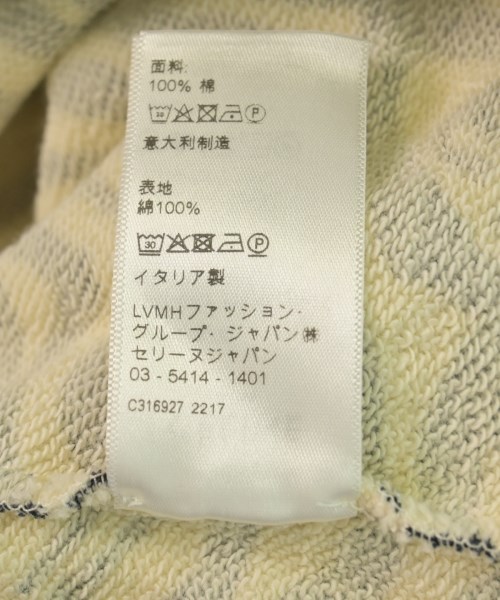 面料:
100% 棉
30 P
意大利制造
表地
綿100%
30 P
イタリア製
LVMHファッション·
グループ· ジャパン㈱
セリーヌジャパン
03 - 5414 - 1401
C316927 2217